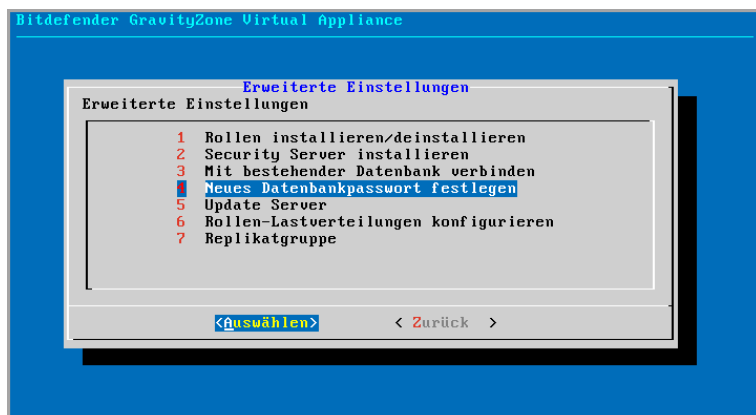 Bitdefender GravityZone Virtual Appliance
Erweiterte Einstellungen
Erweiterte Einstellungen
1 Rollen installieren/deinstallieren
2 Security Server installieren
3 Mit bestehender Datenbank verbinden
4 Neues Datenbankpasswort festlegen
5 Update Server
6 Rollen-Lastverteilungen konfigurieren
7 Replikatgruppe
<Auswählen> < Zurück >